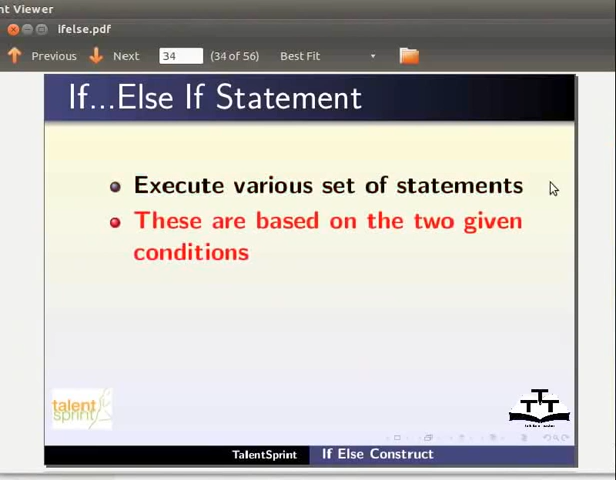 nt Viewer
ifelse.pdf
Previous Next 34 (34 of 56) Best Fit
If...Else If Statement
Execute various set of statements
These are based on the two given
conditions
talent
sprint
TTT
TalentSprint If Else Construct